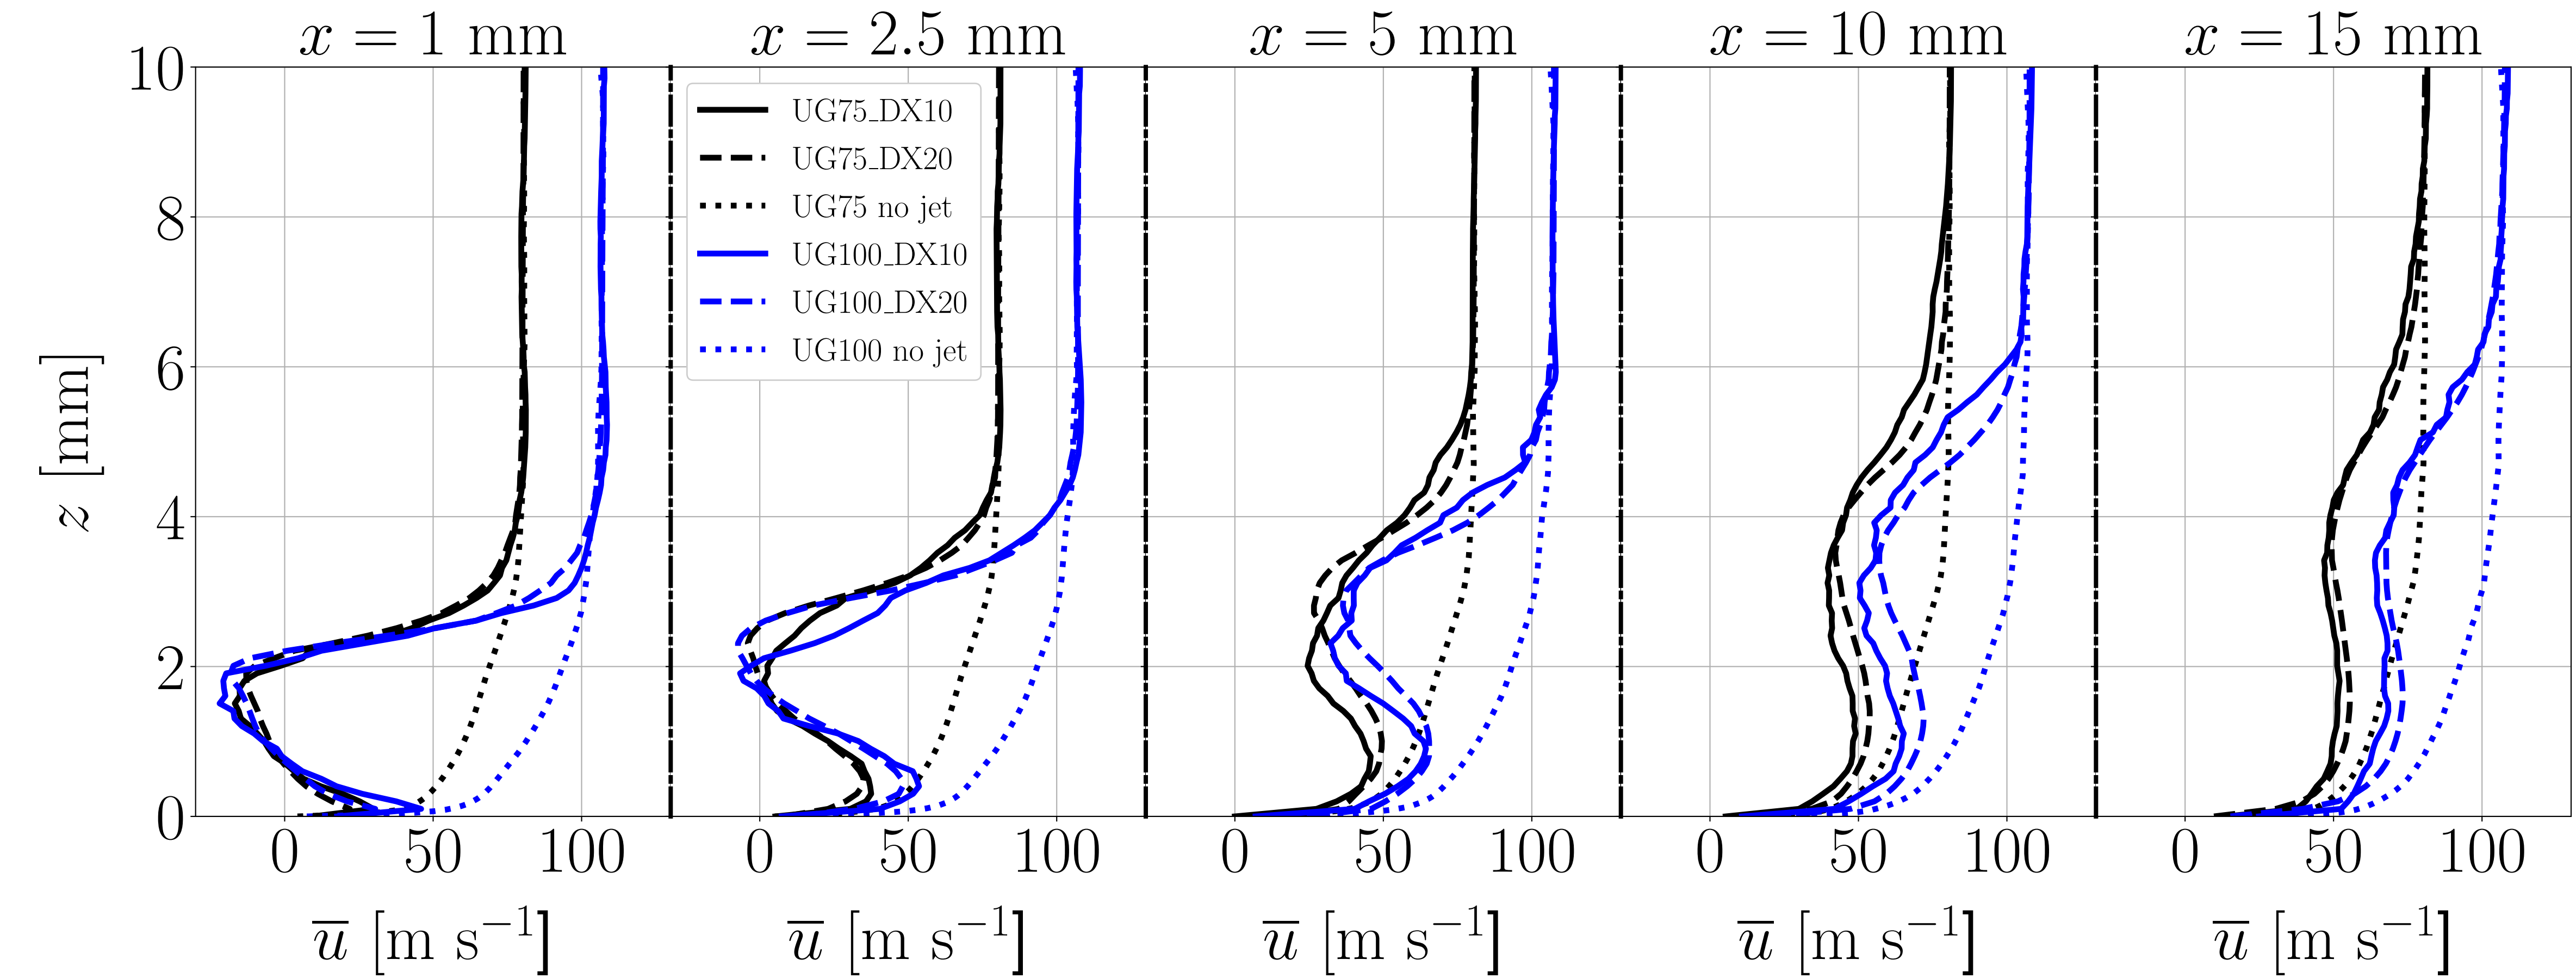 x = 1 mm x = 2.5 mm x = 5 mm x = 10 mm x = 15 mm
10
8
6
4
2
0
z [mm]
UG75_DX10
UG75_DX20
UG75 no jet
UG100_DX10
UG100_DX20
UG100 no jet
0 50 100 0 50 100 0 50 100 0 50 100 0 50 100
u̅ [m s⁻¹] u̅ [m s⁻¹] u̅ [m s⁻¹] u̅ [m s⁻¹] u̅ [m s⁻¹]